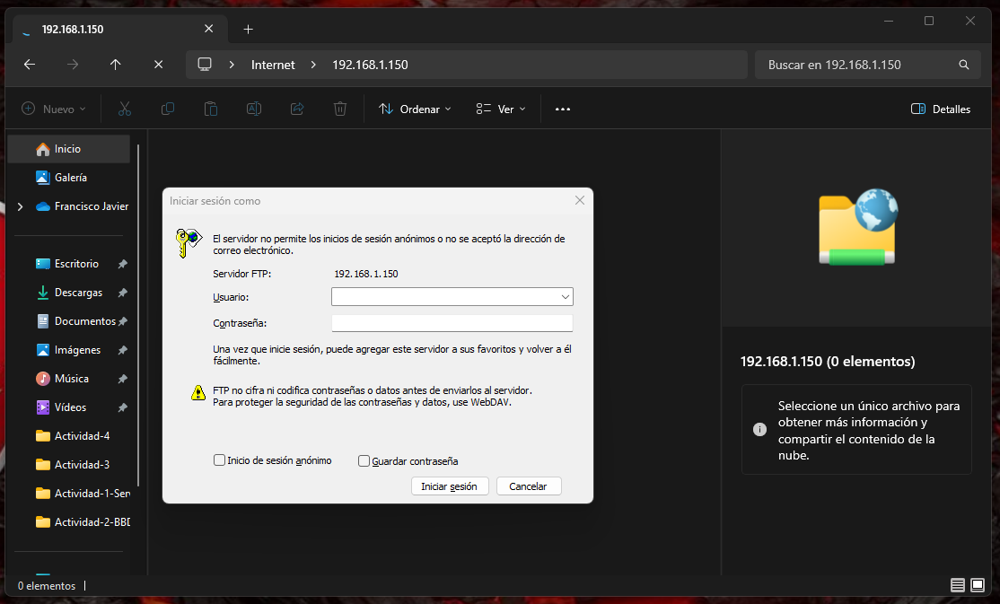 192.168.1.150
Internet
192.168.1.150
Buscar en 192.168.1.150
Nuevo
Ordenar
Ver
Detalles
Inicio
Galería
Francisco Javier
Escritorio
Descargas
Documentos
Imágenes
Música
Vídeos
Actividad-4
Actividad-3
Actividad-1-Ser
Actividad-2-BBD
Iniciar sesión como
El servidor no permite los inicios de sesión anónimos o no se aceptó la dirección de
correo electrónico.
Servidor FTP: 192.168.1.150
Usuario:
Contraseña:
Una vez que inicie sesión, puede agregar este servidor a sus favoritos y volver a él
fácilmente.
FTP no cifra ni codifica contraseñas o datos antes de enviarlos al servidor.
Para proteger la seguridad de las contraseñas y datos, use WebDAV.
Inicio de sesión anónimo
Guardar contraseña
Iniciar sesión
Cancelar
192.168.1.150 (0 elementos)
Seleccione un único archivo para
obtener más información y
compartir el contenido de la
nube.
0 elementos